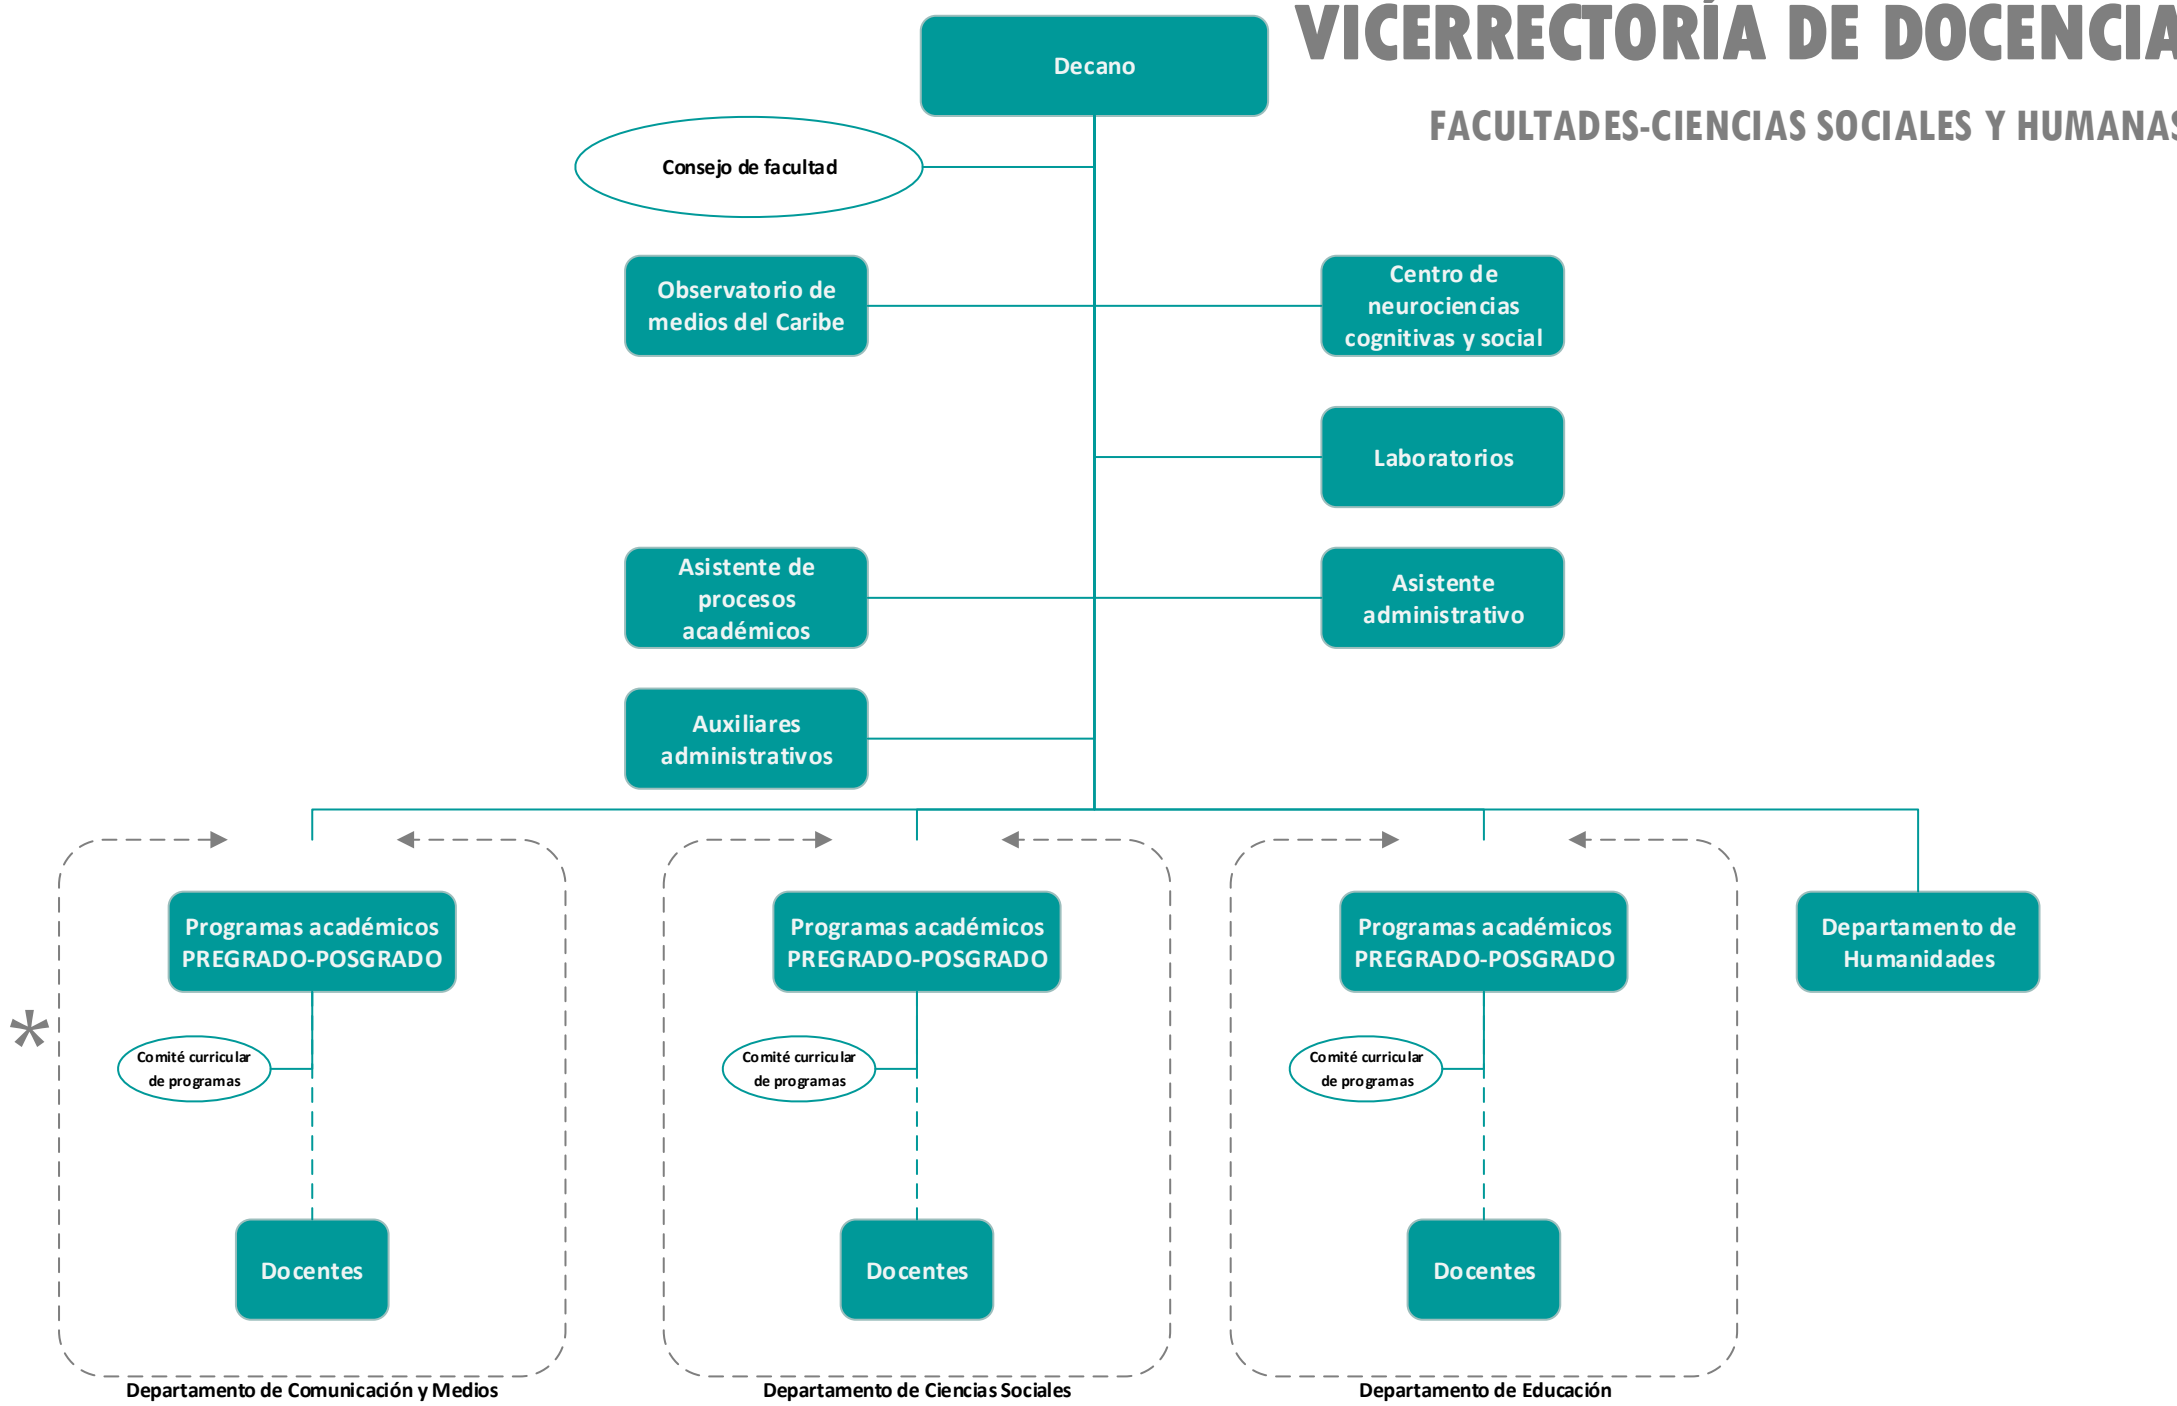 VICERRECTORÍA DE DOCENCIA
FACULTADES-CIENCIAS SOCIALES Y HUMANAS
Decano
Consejo de facultad
Observatorio de
medios del Caribe
Centro de
neurociencias
cognitivas y social
Laboratorios
Asistente de
procesos
académicos
Asistente
administrativo
Auxiliares
administrativos
Programas académicos
PREGRADO-POSGRADO
Programas académicos
PREGRADO-POSGRADO
Programas académicos
PREGRADO-POSGRADO
Departamento de
Humanidades
*
Comité curricular
de programas
Comité curricular
de programas
Comité curricular
de programas
Docentes
Docentes
Docentes
Departamento de Comunicación y Medios
Departamento de Ciencias Sociales
Departamento de Educación